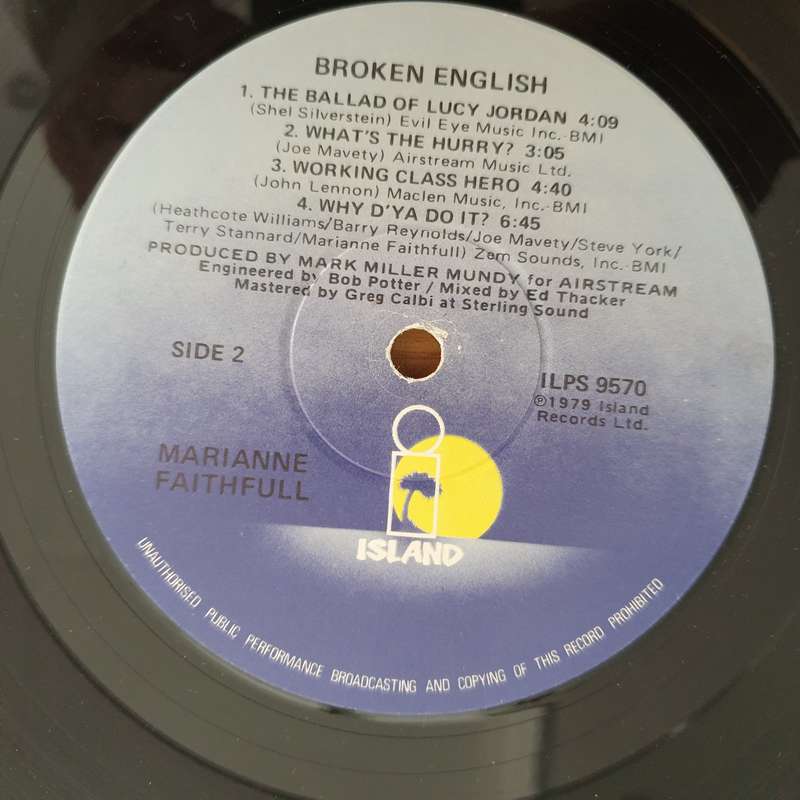 BROKEN ENGLISH
1. THE BALLAD OF LUCY JORDAN 4:09
(Shel Silverstein) Evil Eye Music Inc.-BMI
2. WHAT'S THE HURRY? 3:05
(Joe Mavety) Airstream Music Ltd.
3. WORKING CLASS HERO 4:40
(John Lennon) Maclen Music, Inc.-BMI
4. WHY D'YA DO IT? 6:45
(Heathcote Williams/Barry Reynolds/Joe Mavety/Steve York/
Terry Stannard/Marianne Faithfull) Zem Sounds, Inc.-BMI
PRODUCED BY MARK MILLER MUNDY for AIRSTREAM
Engineered by Bob Potter / Mixed by Ed Thacker
Mastered by Greg Calbi at Sterling Sound
SIDE 2
ILPS 9570
℗1979 Island
Records Ltd.
MARIANNE
FAITHFULL
ISLAND
UNAUTHORISED PUBLIC PERFORMANCE BROADCASTING AND COPYING OF THIS RECORD PROHIBITED